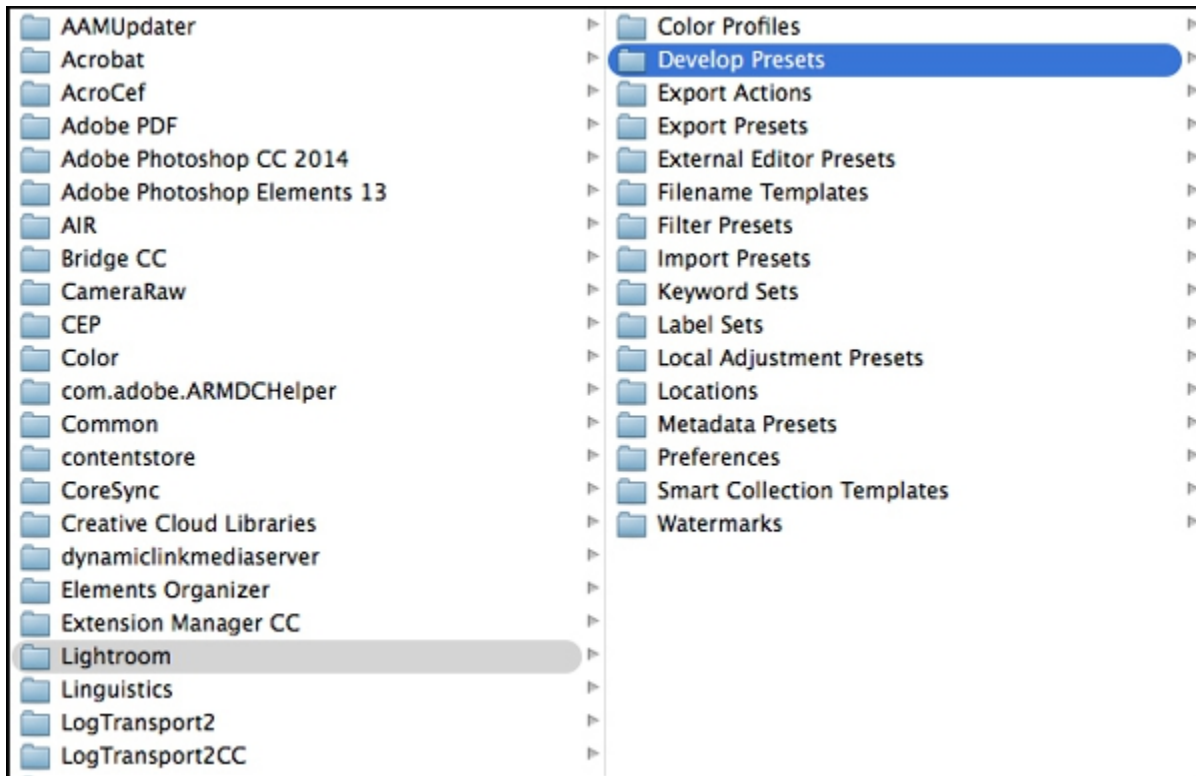 AAMUpdater
Acrobat
AcroCef
Adobe PDF
Adobe Photoshop CC 2014
Adobe Photoshop Elements 13
AIR
Bridge CC
CameraRaw
CEP
Color
com.adobe.ARMDCHelper
Common
contentstore
CoreSync
Creative Cloud Libraries
dynamiclinkmediaserver
Elements Organizer
Extension Manager CC
Lightroom
Linguistics
LogTransport2
LogTransport2CC
Color Profiles
Develop Presets
Export Actions
Export Presets
External Editor Presets
Filename Templates
Filter Presets
Import Presets
Keyword Sets
Label Sets
Local Adjustment Presets
Locations
Metadata Presets
Preferences
Smart Collection Templates
Watermarks